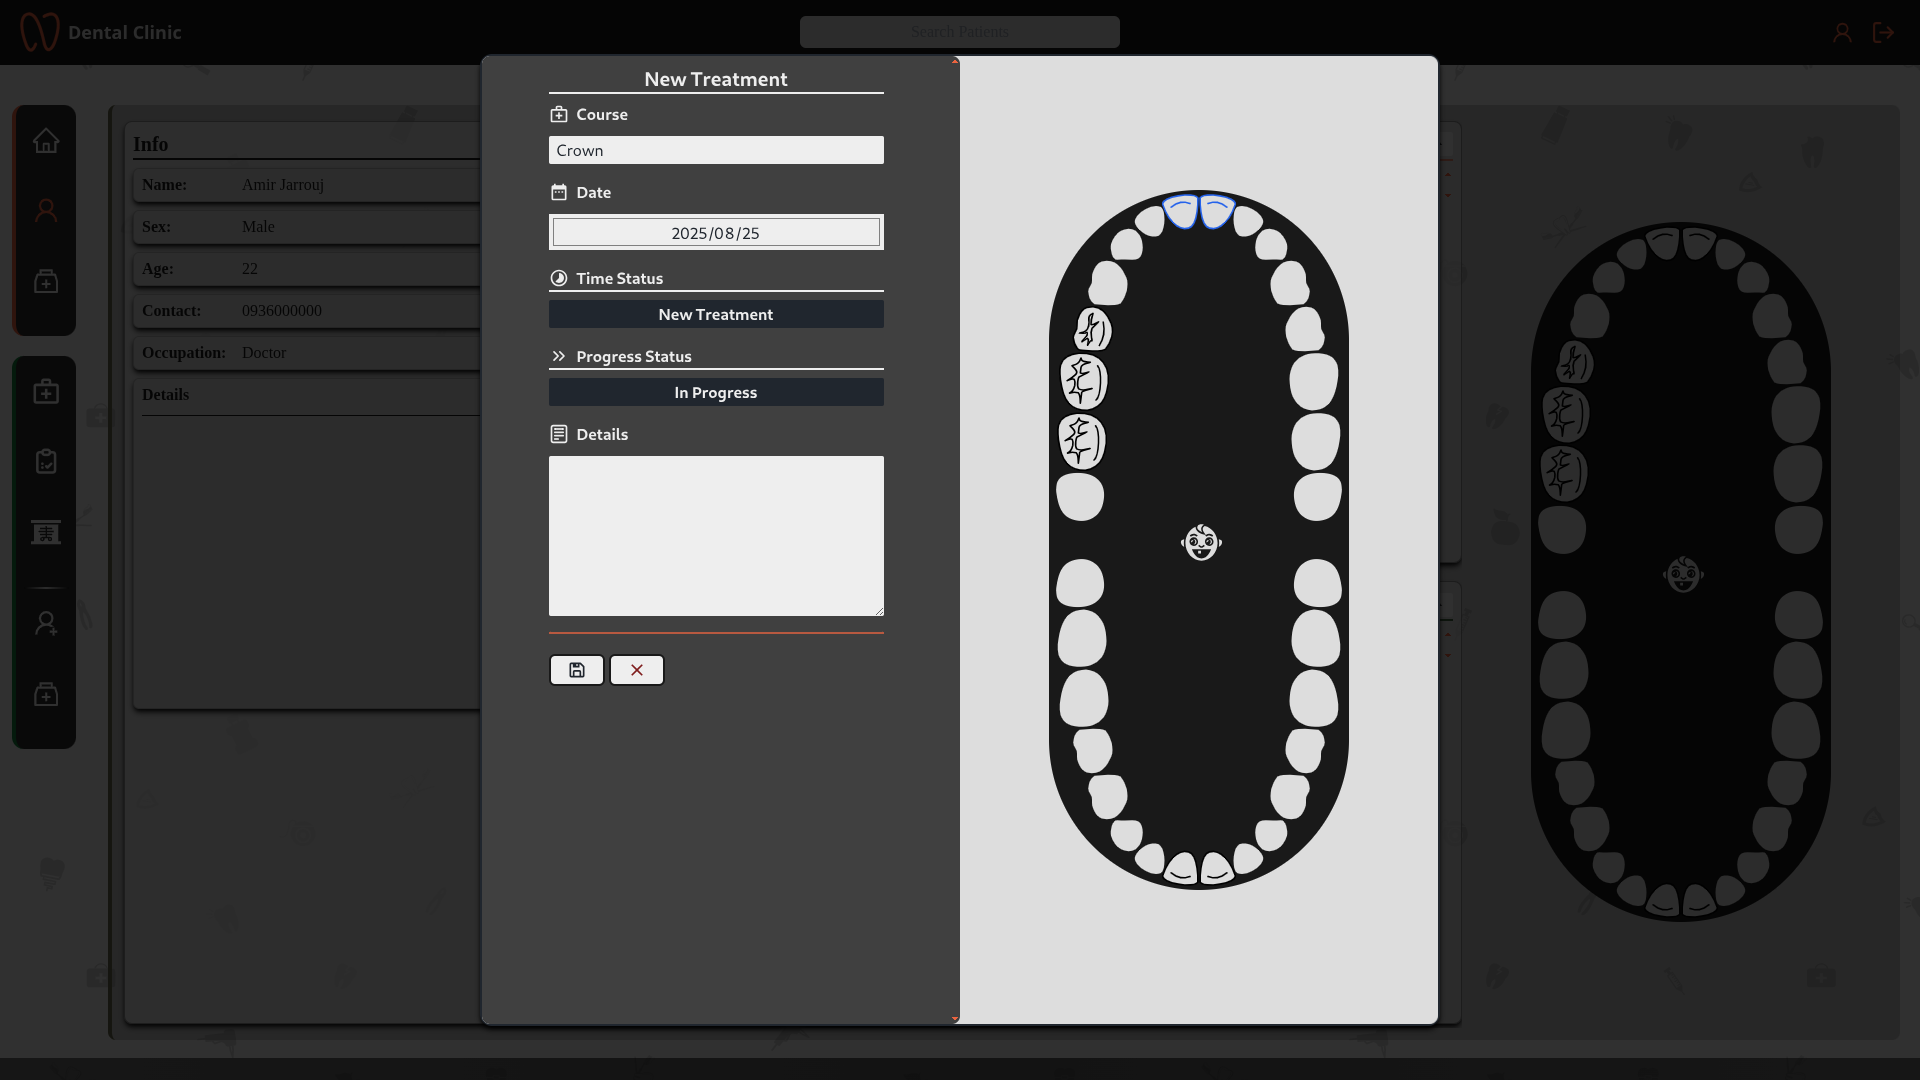 Dental Clinic
Search Patients
Info
Name: Amir Jarrouj
Sex: Male
Age: 22
Contact: 0936000000
Occupation: Doctor
Details
New Treatment
Course
Crown
Date
2025/08/25
Time Status
New Treatment
Progress Status
In Progress
Details